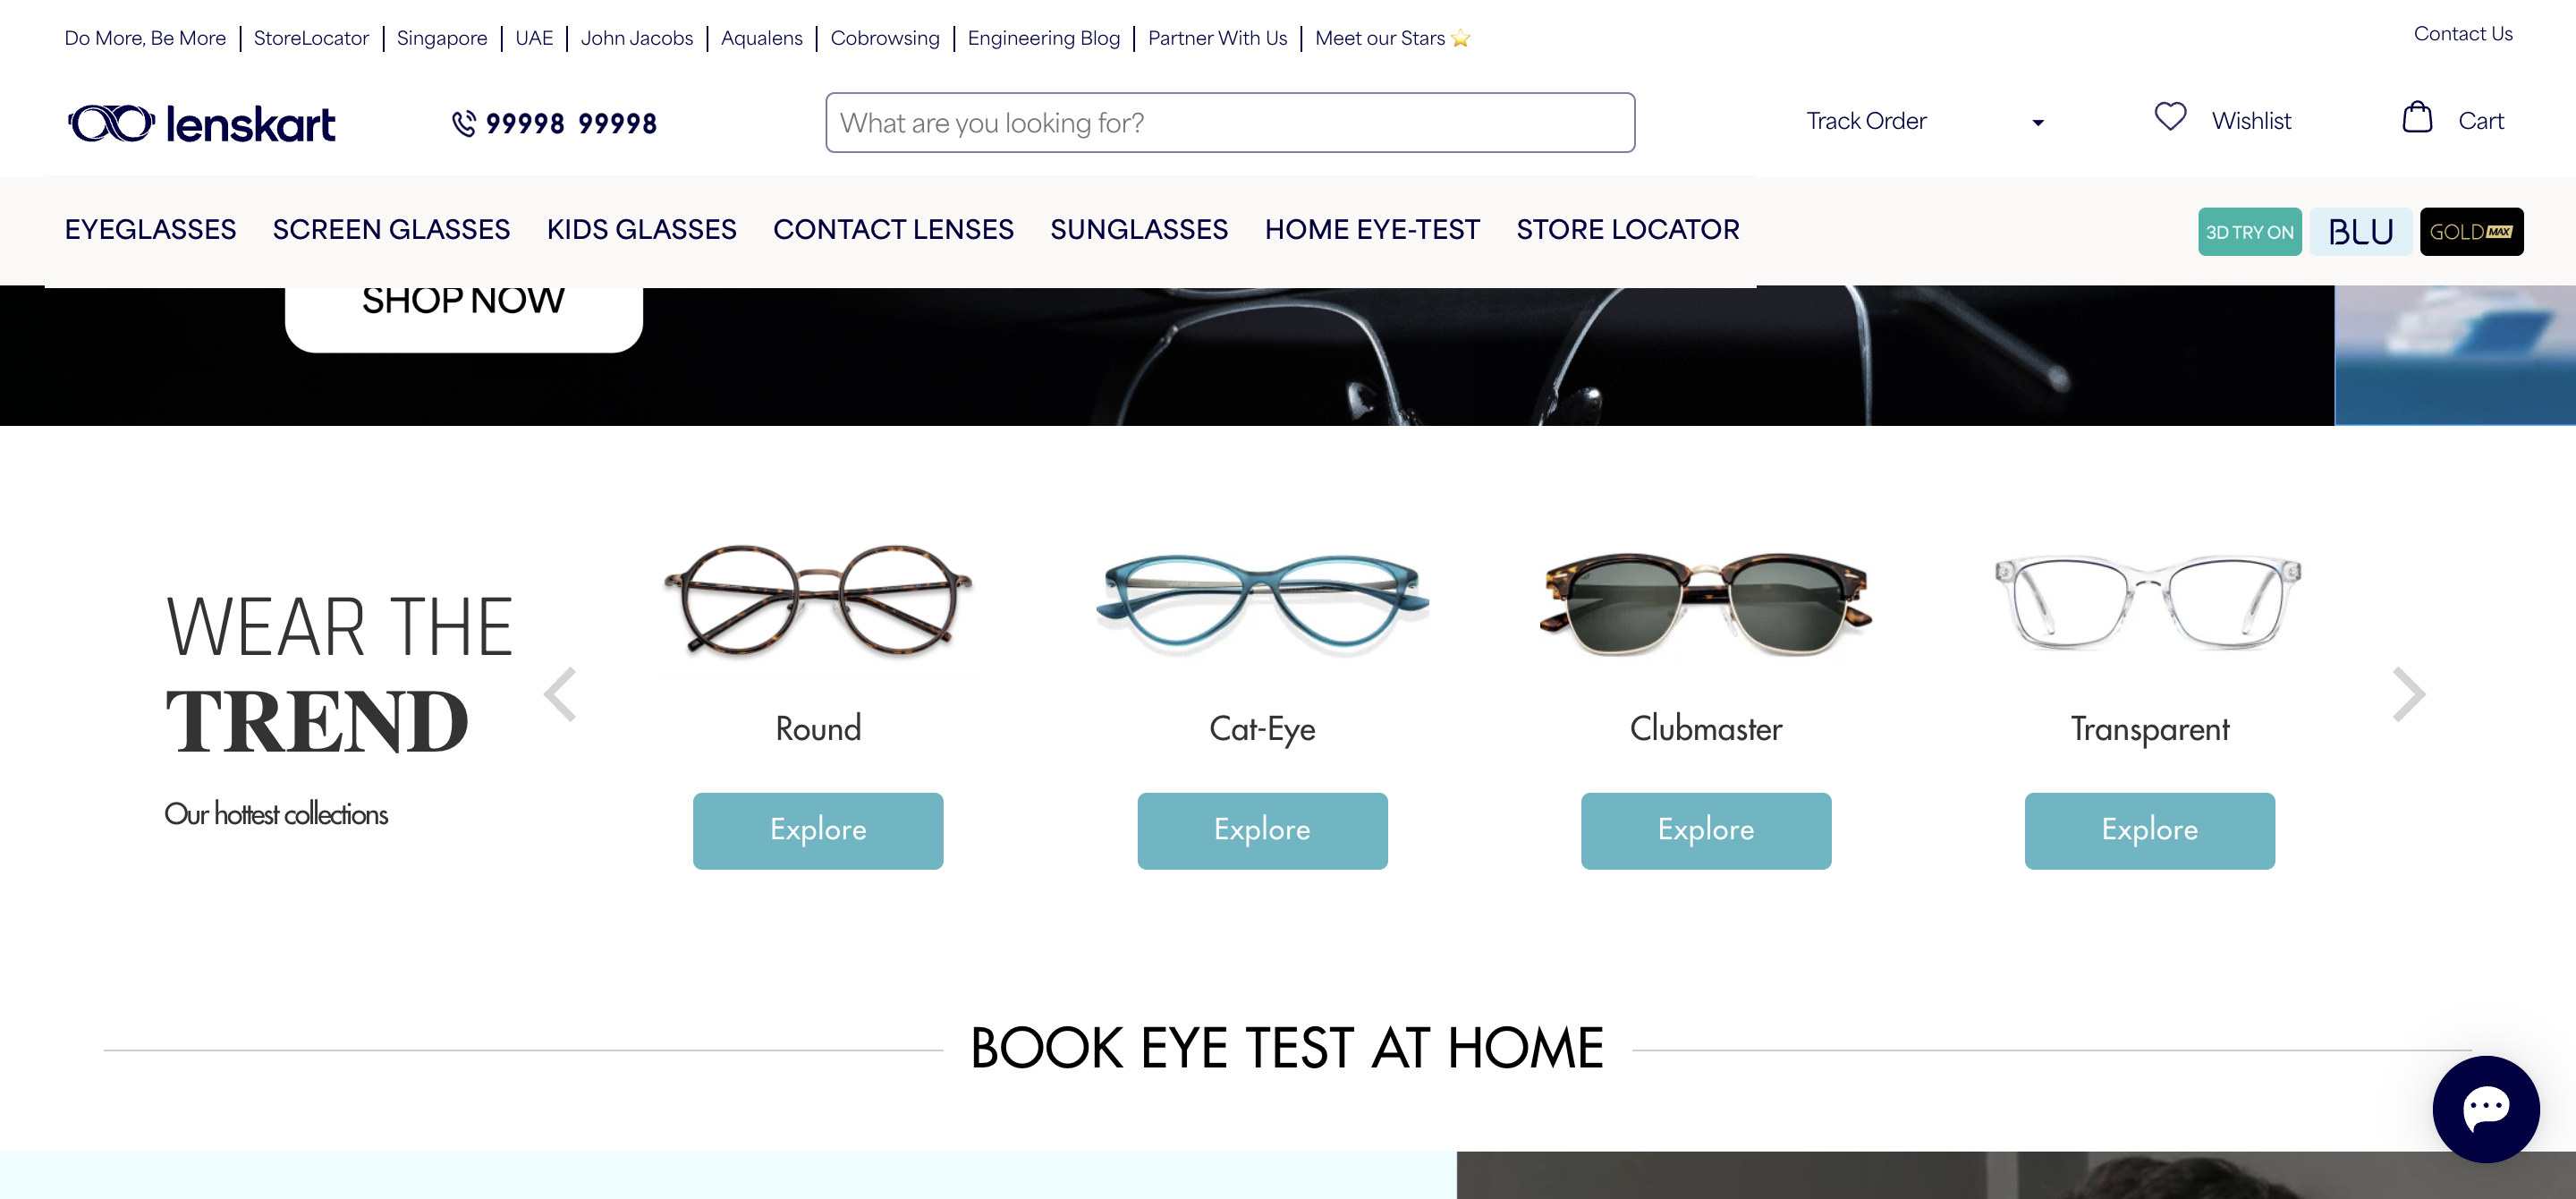 Do More, Be More | StoreLocator | Singapore | UAE | John Jacobs | Aqualens | Cobrowsing | Engineering Blog | Partner With Us | Meet our Stars ⭐
Contact Us
lenskart
99998 99998
What are you looking for?
Track Order
Wishlist
Cart
EYEGLASSES SCREEN GLASSES KIDS GLASSES CONTACT LENSES SUNGLASSES HOME EYE-TEST STORE LOCATOR
3D TRY ON
BLU
GOLD MAX
SHOP NOW
WEAR THE
TREND
Our hottest collections
Round
Cat-Eye
Clubmaster
Transparent
Explore
Explore
Explore
Explore
BOOK EYE TEST AT HOME